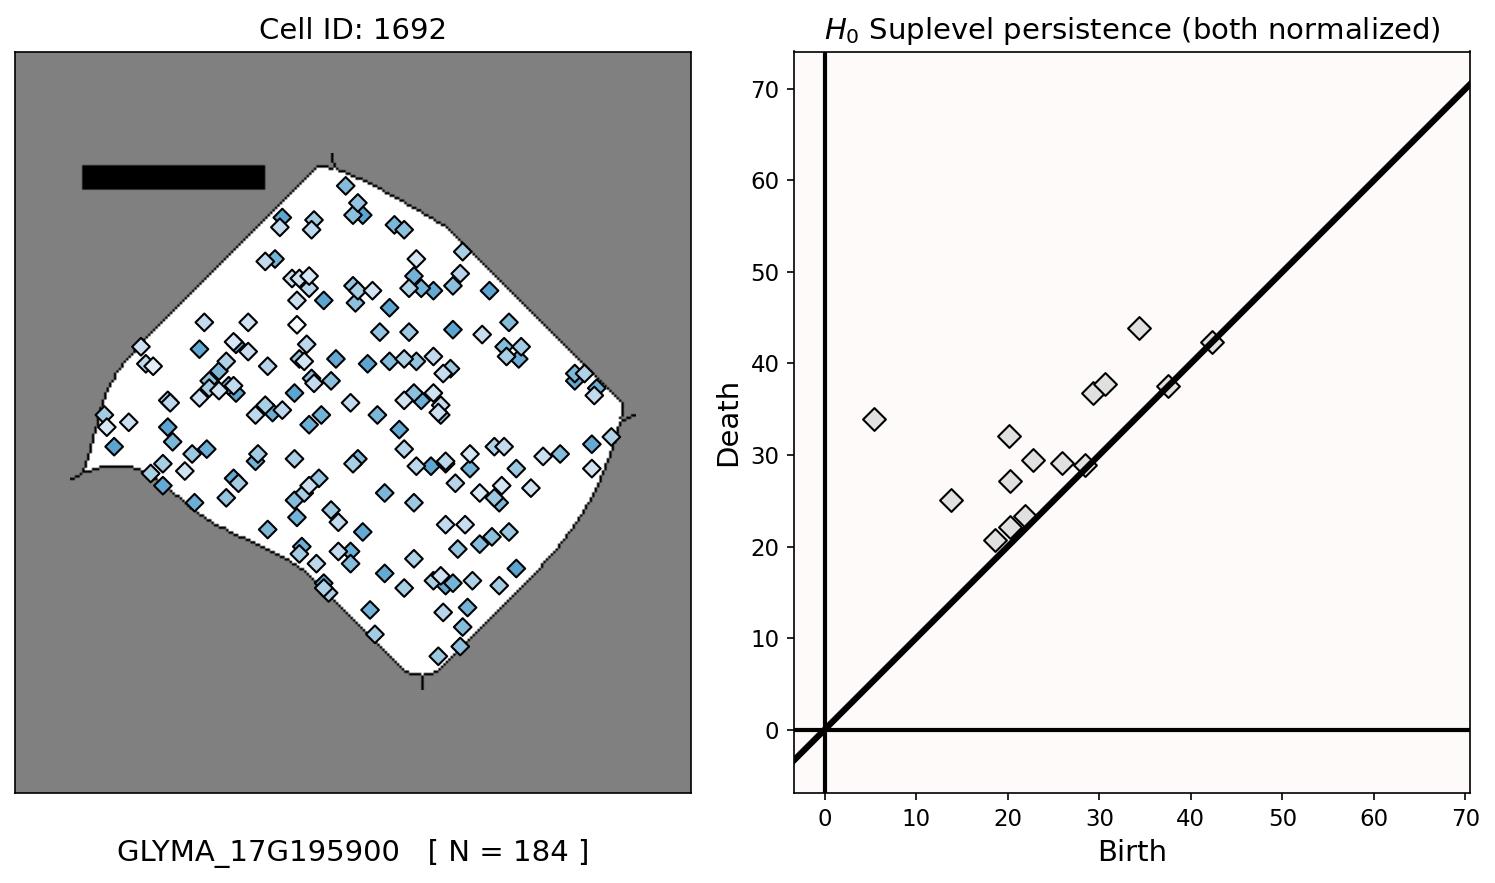 Cell ID: 1692
H₀ Suplevel persistence (both normalized)
70
60
50
40
30
20
10
0
Death
0 10 20 30 40 50 60 70
Birth
GLYMA_17G195900 [ N = 184 ]